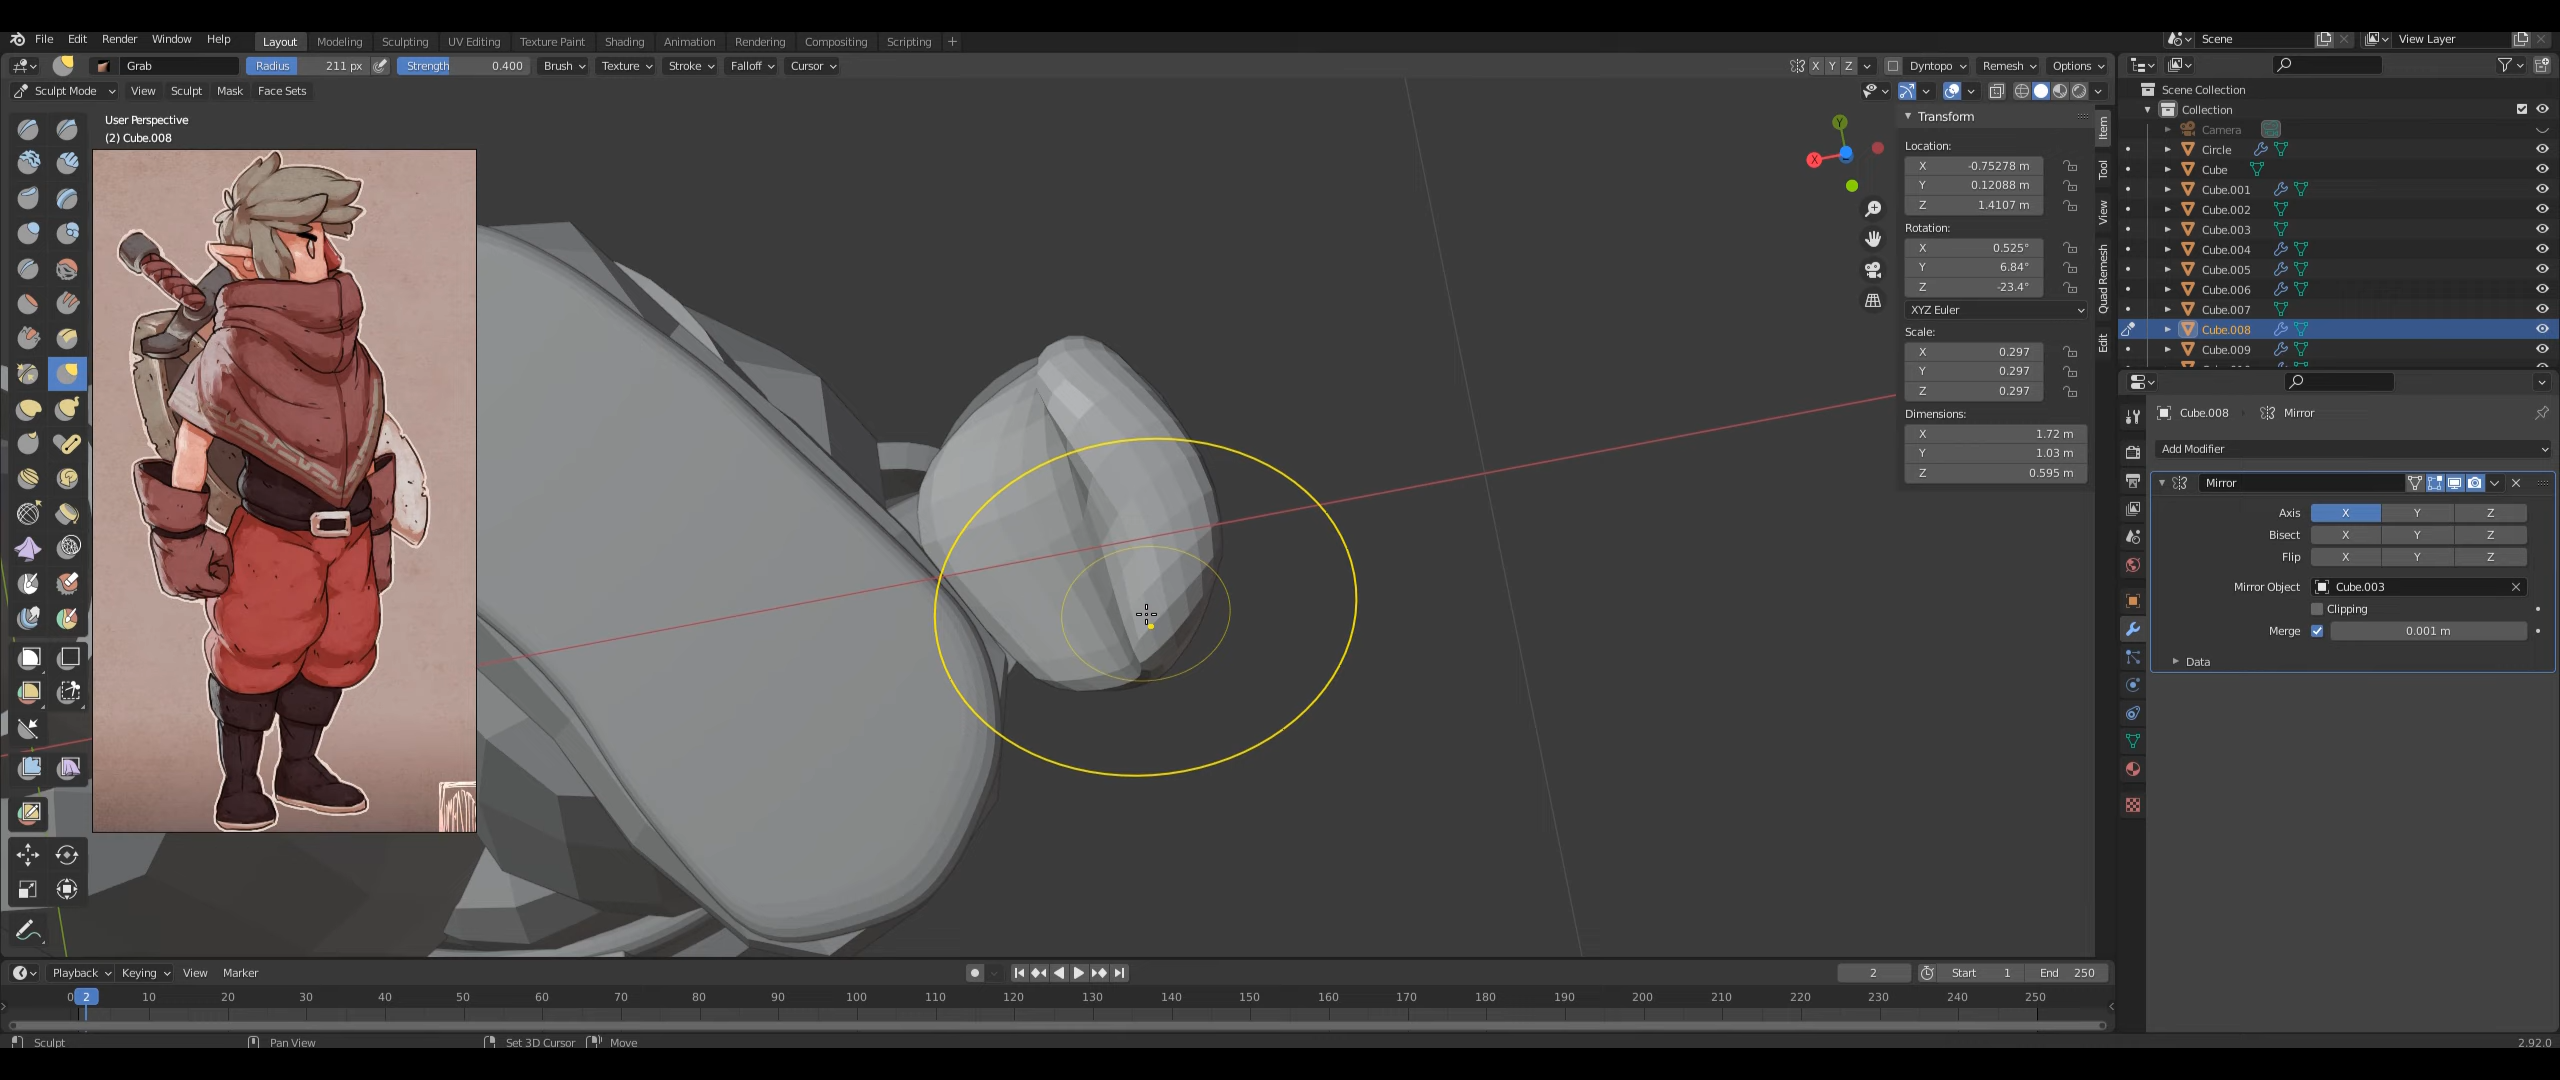 File Edit Render Window Help Layout Modeling Sculpting UV Editing Texture Paint Shading Animation Rendering Compositing Scripting + Scene View Layer
Grab Radius 211 px Strength 0.400 Brush Texture Stroke Falloff Cursor X Y Z Dyntopo Remesh Options
Sculpt Mode View Sculpt Mask Face Sets
User Perspective
(2) Cube.008
Y
X
Transform
Location:
X -0.75278 m
Y 0.12088 m
Z 1.4107 m
Rotation:
X 0.525°
Y 6.84°
Z -23.4°
XYZ Euler
Scale:
X 0.297
Y 0.297
Z 0.297
Dimensions:
X 1.72 m
Y 1.03 m
Z 0.595 m
Item
Tool
View
Quad Remesh
Edit
Scene Collection
Collection
Camera
Circle
Cube
Cube.001
Cube.002
Cube.003
Cube.004
Cube.005
Cube.006
Cube.007
Cube.008
Cube.009
Cube.008 Mirror
Add Modifier
Mirror
Axis X Y Z
Bisect X Y Z
Flip X Y Z
Mirror Object Cube.003
Clipping
Merge 0.001 m
Data
Playback Keying View Marker 2 Start 1 End 250
0 2 10 20 30 40 50 60 70 80 90 100 110 120 130 140 150 160 170 180 190 200 210 220 230 240 250
Sculpt Pan View Set 3D Cursor Move 2.92.0